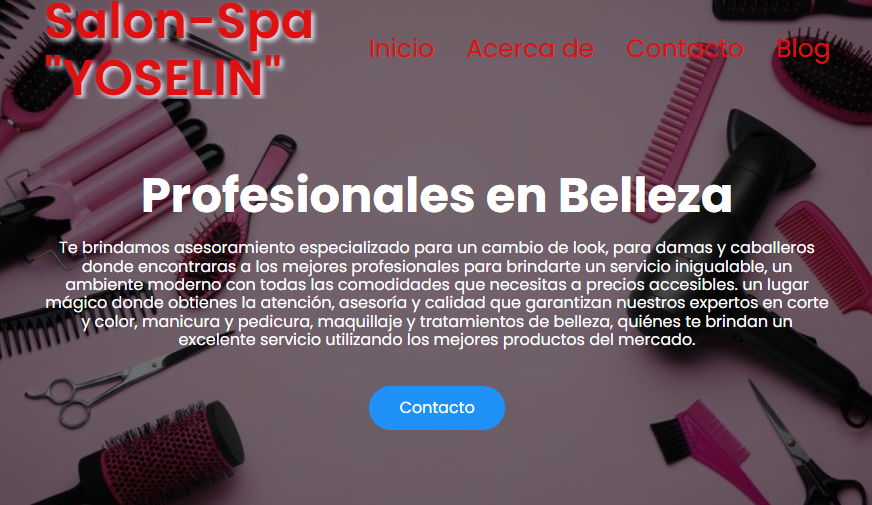 Salon-Spa
"YOSELIN"
Inicio Acerca de Contacto Blog
Profesionales en Belleza
Te brindamos asesoramiento especializado para un cambio de look, para damas y caballeros
donde encontraras a los mejores profesionales para brindarte un servicio inigualable, un
ambiente moderno con todas las comodidades que necesitas a precios accesibles. un lugar
mágico donde obtienes la atención, asesoría y calidad que garantizan nuestros expertos en corte
y color, manicura y pedicura, maquillaje y tratamientos de belleza, quiénes te brindan un
excelente servicio utilizando los mejores productos del mercado.
Contacto